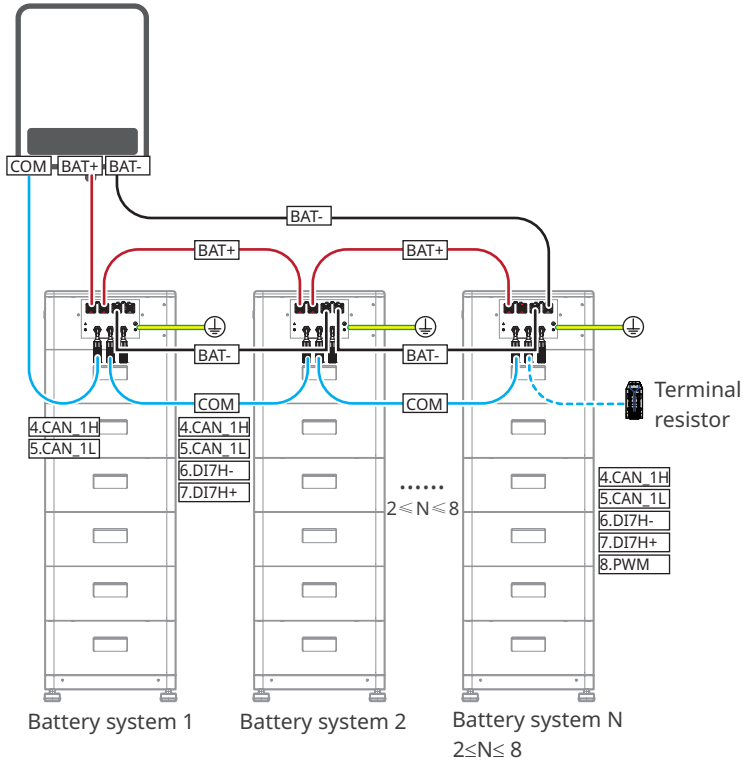 COM BAT+ BAT-
BAT-
BAT+ BAT+
BAT- BAT-
COM COM
4.CAN_1H
5.CAN_1L
4.CAN_1H
5.CAN_1L
6.DI7H-
7.DI7H+
......
2≤N≤8
Terminal
resistor
4.CAN_1H
5.CAN_1L
6.DI7H-
7.DI7H+
8.PWM
Battery system 1
Battery system 2
Battery system N
2≤N≤ 8